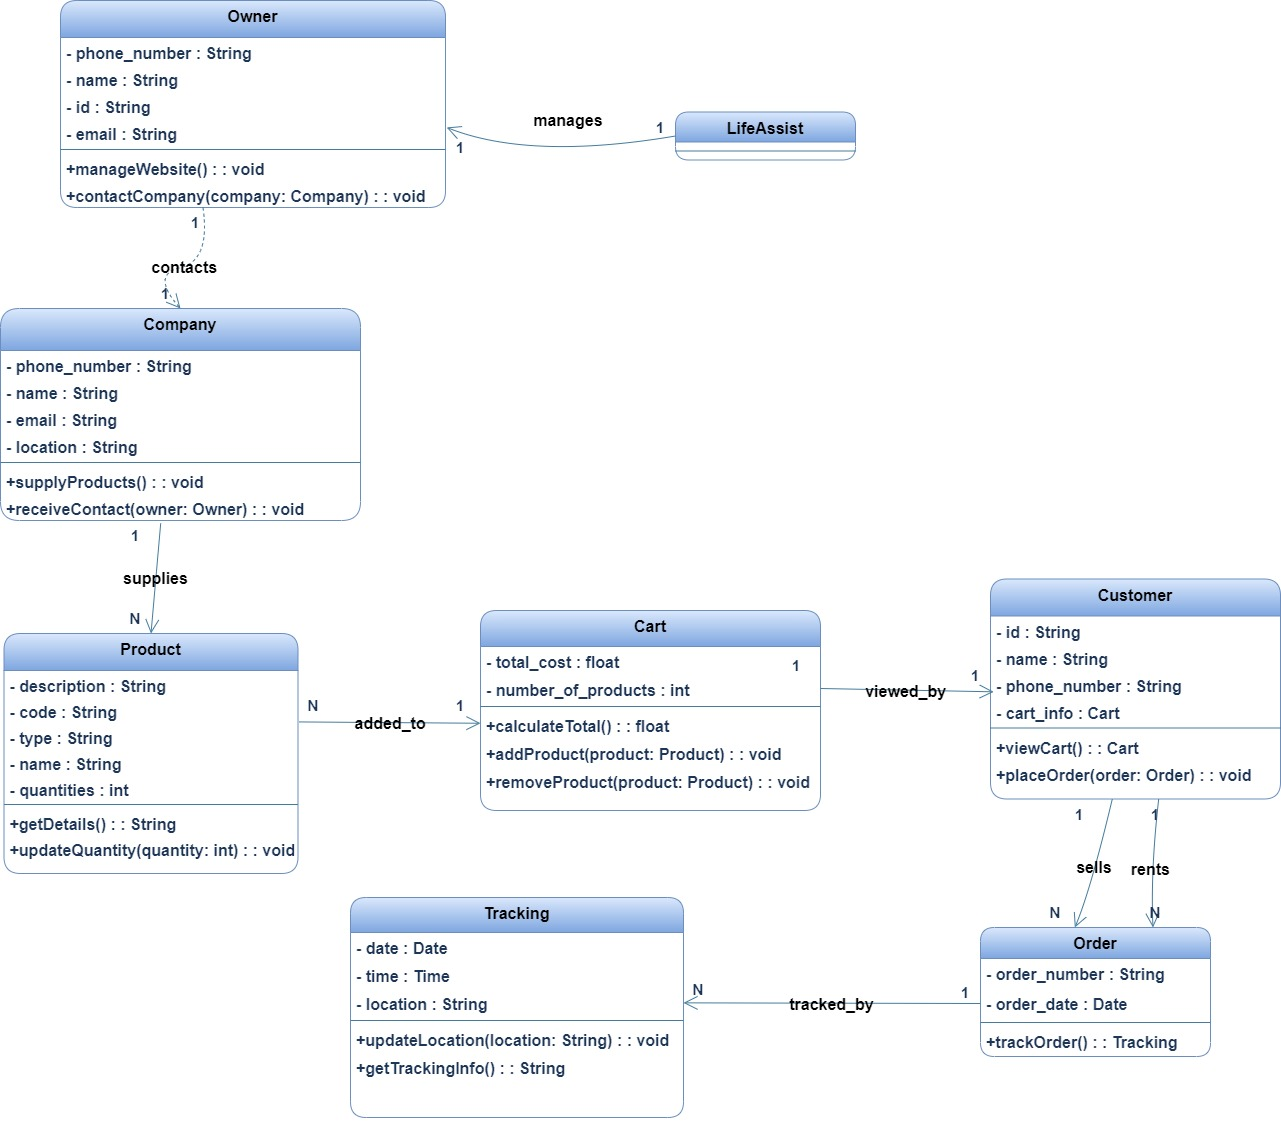 Owner
- phone_number : String
- name : String
- id : String
- email : String
+manageWebsite() : : void
+contactCompany(company: Company) : : void
manages
1
1
LifeAssist
1
contacts
1
Company
- phone_number : String
- name : String
- email : String
- location : String
+supplyProducts() : : void
+receiveContact(owner: Owner) : : void
1
supplies
N
Product
- description : String
- code : String
- type : String
- name : String
- quantities : int
+getDetails() : : String
+updateQuantity(quantity: int) : : void
N
added_to
1
Cart
- total_cost : float
- number_of_products : int
+calculateTotal() : : float
+addProduct(product: Product) : : void
+removeProduct(product: Product) : : void
1
viewed_by
1
Customer
- id : String
- name : String
- phone_number : String
- cart_info : Cart
+viewCart() : : Cart
+placeOrder(order: Order) : : void
1
1
sells
rents
N
N
Order
- order_number : String
- order_date : Date
+trackOrder() : : Tracking
1
tracked_by
N
Tracking
- date : Date
- time : Time
- location : String
+updateLocation(location: String) : : void
+getTrackingInfo() : : String